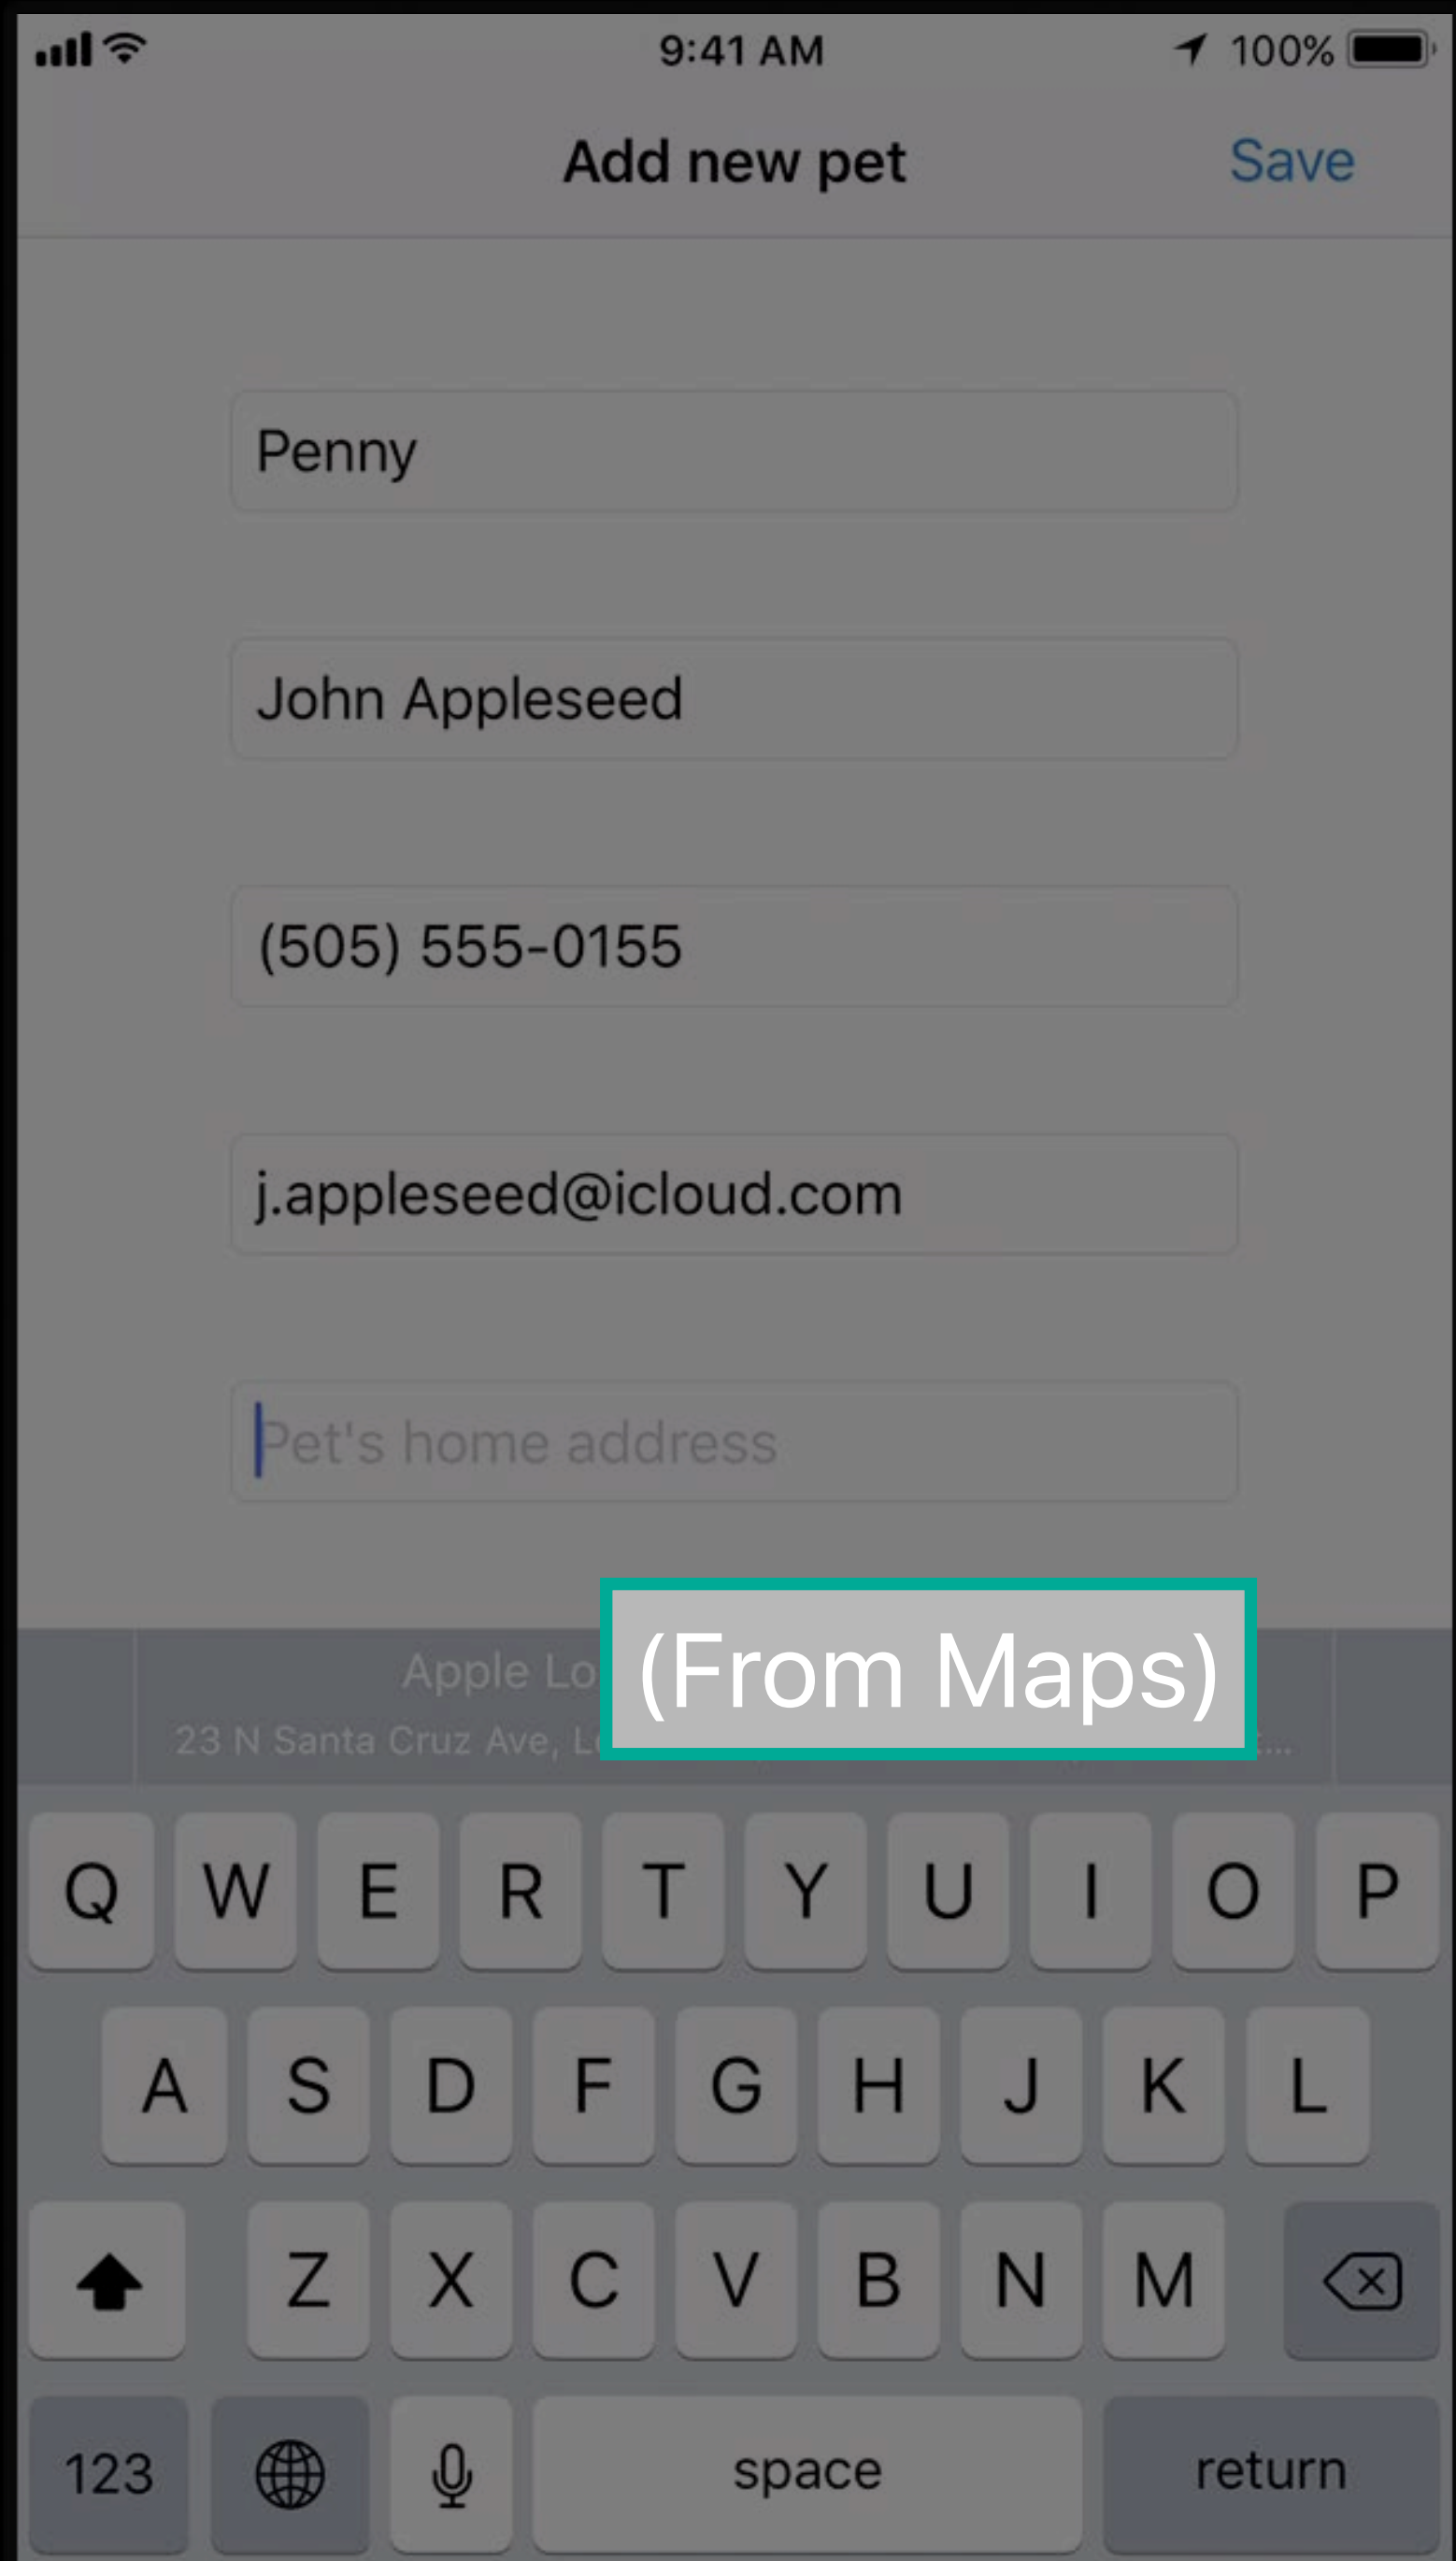 9:41 AM 100%
Add new pet Save
Penny
John Appleseed
(505) 555-0155
j.appleseed@icloud.com
Pet's home address
Apple (From Maps)
23 N Santa Cruz Ave,
Q W E R T Y U I O P
A S D F G H J K L
Z X C V B N M
123 space return